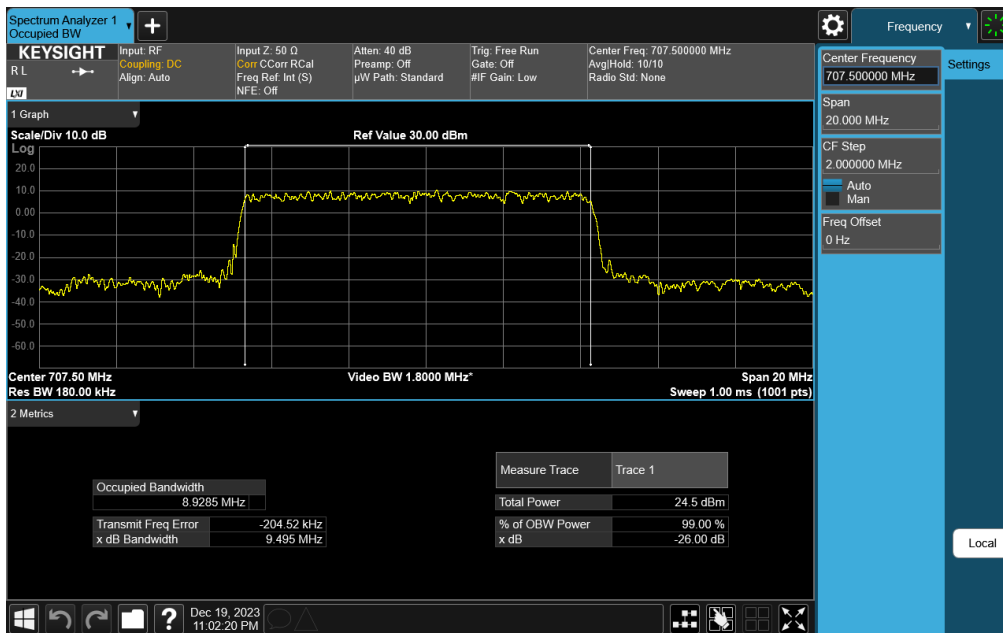 Spectrum Analyzer 1
Occupied BW
Frequency
KEYSIGHT
R L
LXI
Input: RF
Coupling: DC
Align: Auto
Input Z: 50 Ω
Corr CCorr RCal
Freq Ref: Int (S)
NFE: Off
Atten: 40 dB
Preamp: Off
µW Path: Standard
Trig: Free Run
Gate: Off
#IF Gain: Low
Center Freq: 707.500000 MHz
Avg|Hold: 10/10
Radio Std: None
Center Frequency
707.500000 MHz
Settings
Span
20.000 MHz
CF Step
2.000000 MHz
Auto
Man
Freq Offset
0 Hz
Local
1 Graph
Scale/Div 10.0 dB
Ref Value 30.00 dBm
Log
20.0
10.0
0.00
-10.0
-20.0
-30.0
-40.0
-50.0
-60.0
Center 707.50 MHz
Video BW 1.8000 MHz*
Span 20 MHz
Res BW 180.00 kHz
Sweep 1.00 ms (1001 pts)
2 Metrics
Measure Trace Trace 1
Occupied Bandwidth
8.9285 MHz
Total Power 24.5 dBm
Transmit Freq Error -204.52 kHz
% of OBW Power 99.00 %
x dB Bandwidth 9.495 MHz
x dB -26.00 dB
?
Dec 19, 2023
11:02:20 PM